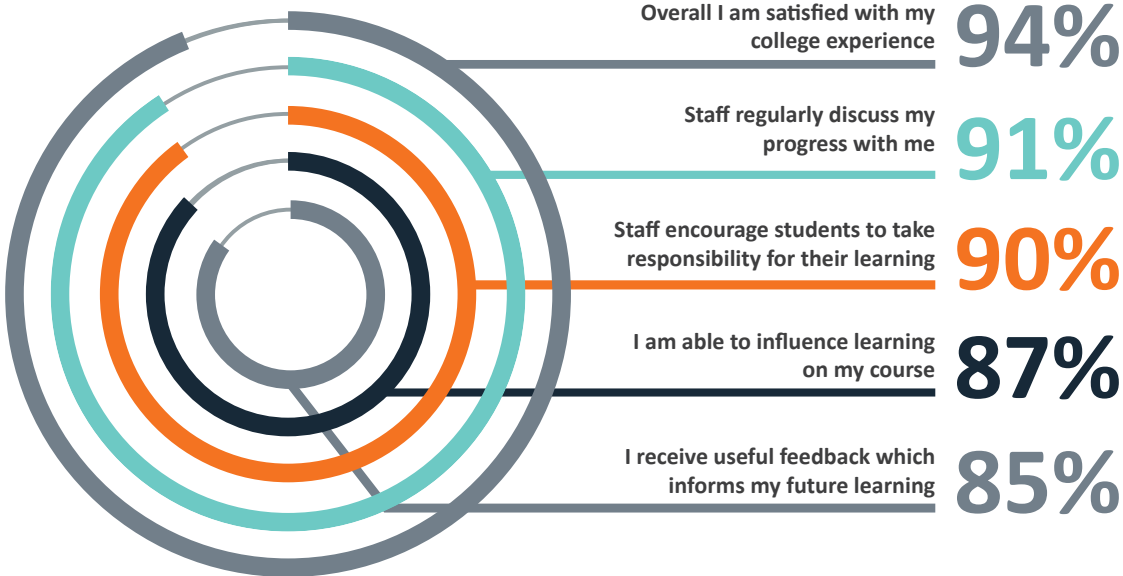 Overall I am satisfied with my
college experience
94%
Staff regularly discuss my
progress with me
91%
Staff encourage students to take
responsibility for their learning
90%
I am able to influence learning
on my course
87%
I receive useful feedback which
informs my future learning
85%